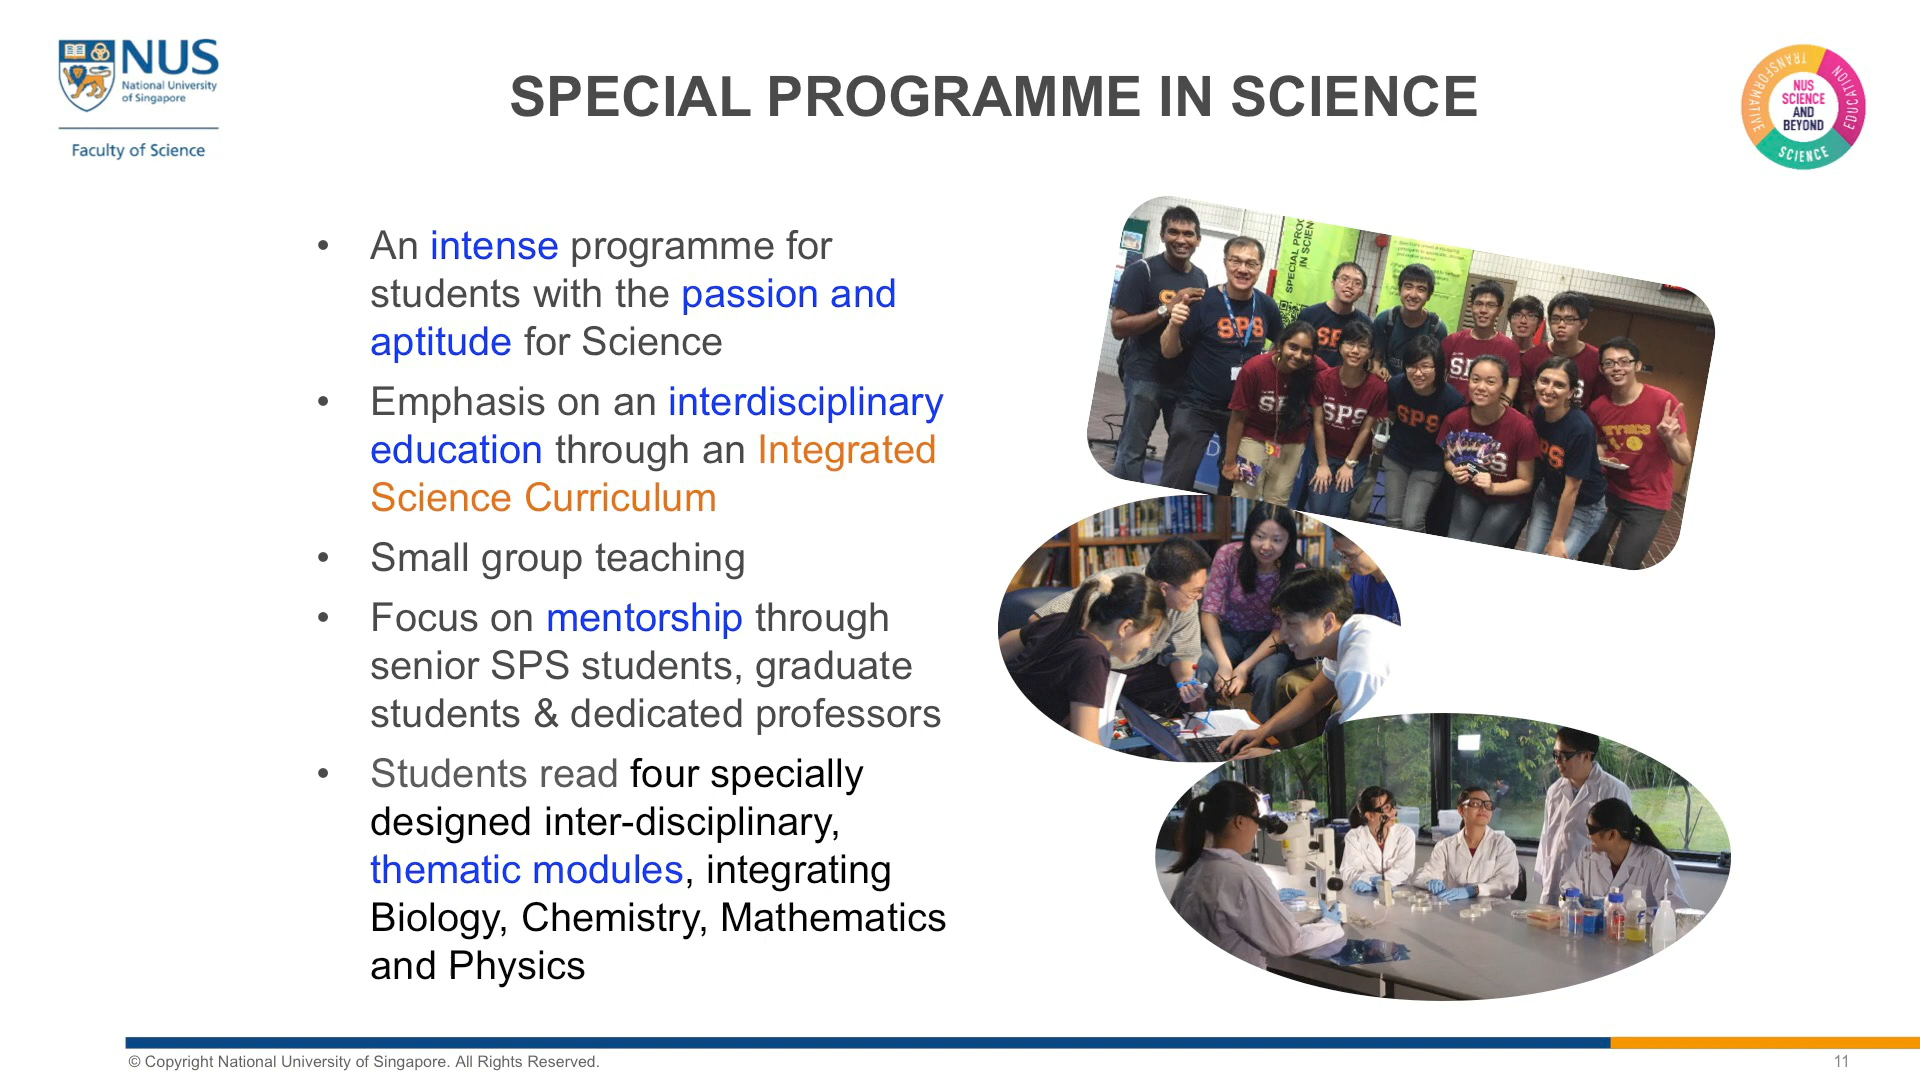 NUS
National University
of Singapore
Faculty of Science
SPECIAL PROGRAMME IN SCIENCE
TRANSFORMATIVE
EDUCATION
SCIENCE
NUS
SCIENCE
AND
BEYOND
• An intense programme for
students with the passion and
aptitude for Science
• Emphasis on an interdisciplinary
education through an Integrated
Science Curriculum
• Small group teaching
• Focus on mentorship through
senior SPS students, graduate
students & dedicated professors
• Students read four specially
designed inter-disciplinary,
thematic modules, integrating
Biology, Chemistry, Mathematics
and Physics
SPS
SPS
SPS
© Copyright National University of Singapore. All Rights Reserved.
11